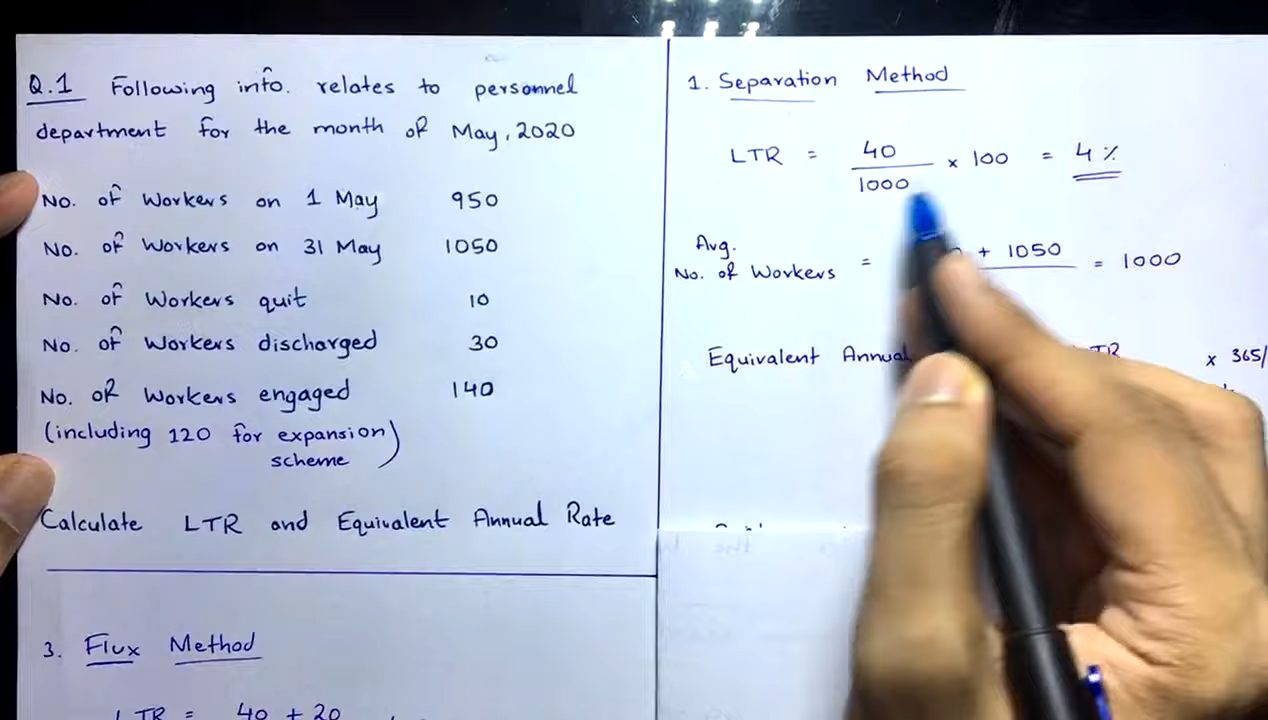 Q.1 Following info. relates to personnel
department for the month of May, 2020
No. of Workers on 1 May 950
No. of Workers on 31 May 1050
No. of Workers quit 10
No. of Workers discharged 30
No. of Workers engaged 140
(including 120 for expansion
scheme)
Calculate LTR and Equivalent Annual Rate
3. Flux Method
LTR = 40 + 20
1. Separation Method
LTR = 40
× 100 = 4 %
1000
Avg.
No. of Workers = + 1050 = 1000
Equivalent Annual × 365/